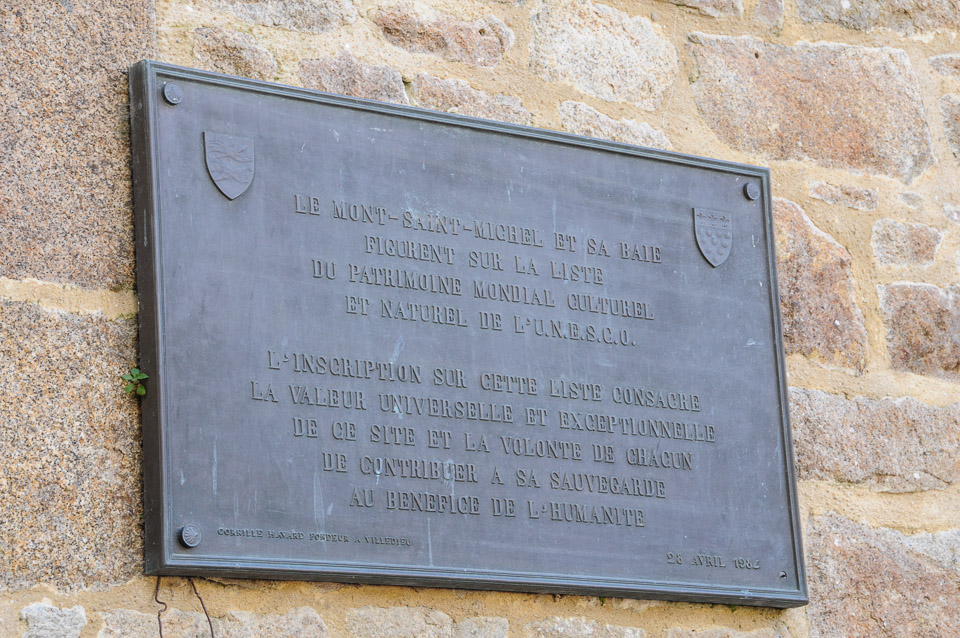 LE MONT-SAINT-MICHEL ET SA BAIE
FIGURENT SUR LA LISTE
DU PATRIMOINE MONDIAL CULTUREL
ET NATUREL DE L'U.N.E.S.C.O.
L'INSCRIPTION SUR CETTE LISTE CONSACRE
LA VALEUR UNIVERSELLE ET EXCEPTIONNELLE
DE CE SITE ET LA VOLONTE DE CHACUN
DE CONTRIBUER A SA SAUVEGARDE
AU BENEFICE DE L'HUMANITE
HAVARD FONDEUR A VILLEDIEU
28 AVRIL